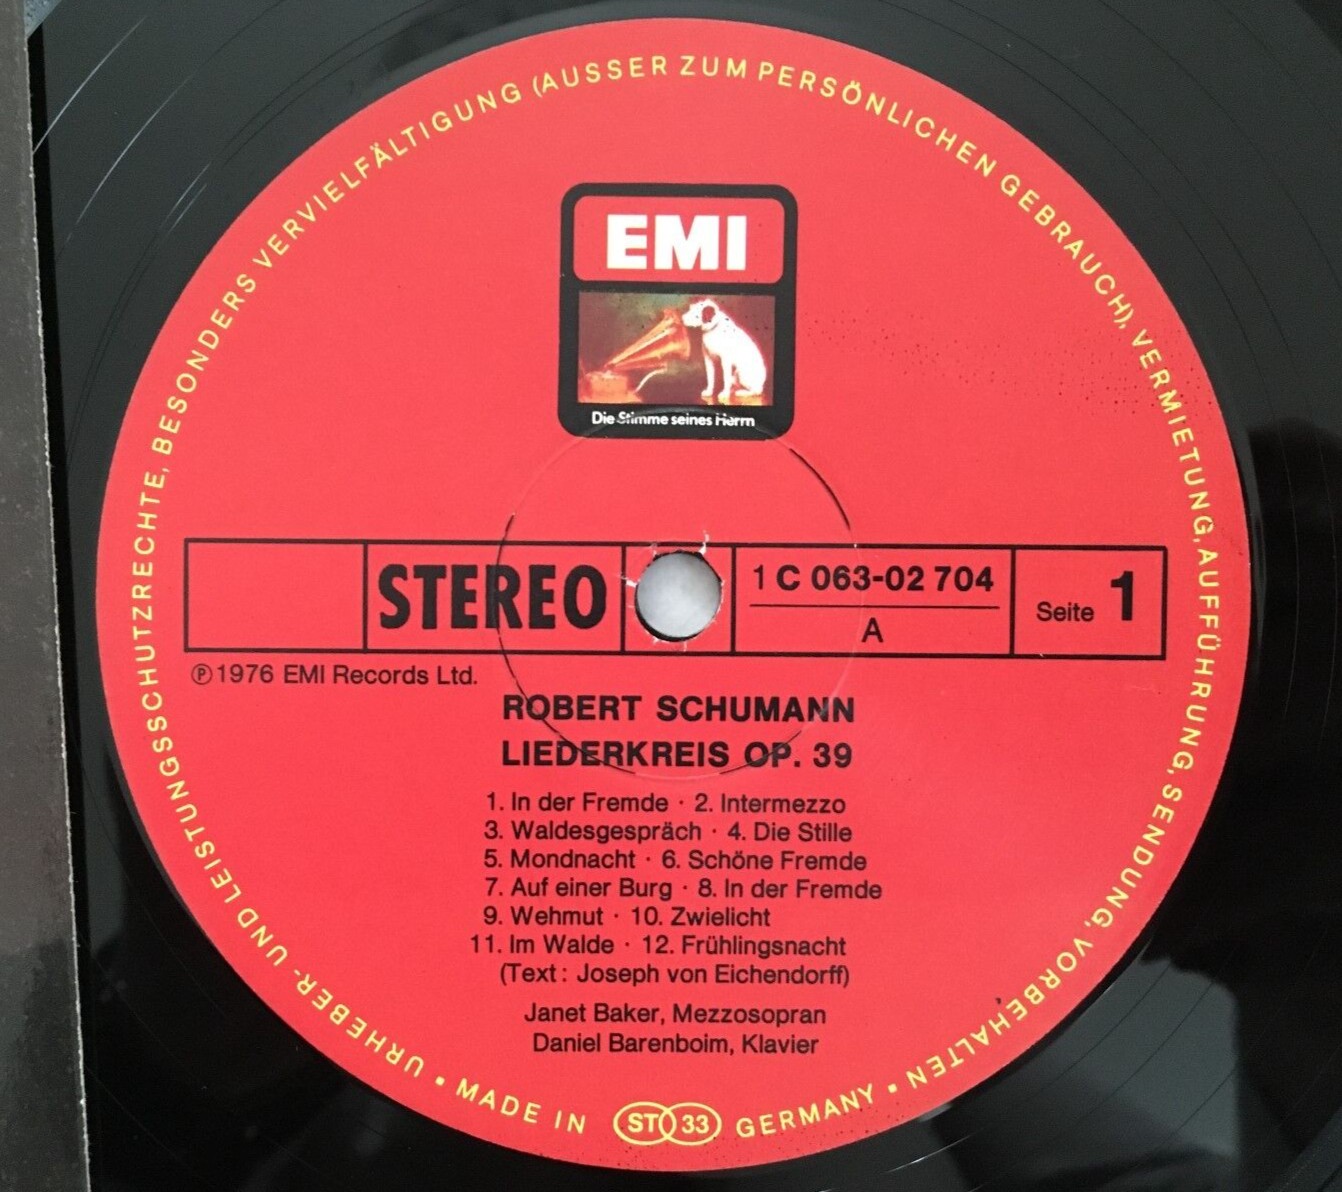 URHEBER- UND LEISTUNGSSCHUTZRECHTE, BESONDERS VERVIELFÄLTIGUNG (AUSSER ZUM PERSÖNLICHEN GEBRAUCH), VERMIETUNG, AUFFÜHRUNG, SENDUNG, VORBEHALTEN
EMI
Die Stimme seines Herrn
STEREO
1 C 063-02 704
A
Seite 1
℗ 1976 EMI Records Ltd.
ROBERT SCHUMANN
LIEDERKREIS OP. 39
1. In der Fremde · 2. Intermezzo
3. Waldesgespräch · 4. Die Stille
5. Mondnacht · 6. Schöne Fremde
7. Auf einer Burg · 8. In der Fremde
9. Wehmut · 10. Zwielicht
11. Im Walde · 12. Frühlingsnacht
(Text: Joseph von Eichendorff)
Janet Baker, Mezzosopran
Daniel Barenboim, Klavier
▪ MADE IN ST 33 GERMANY ▪